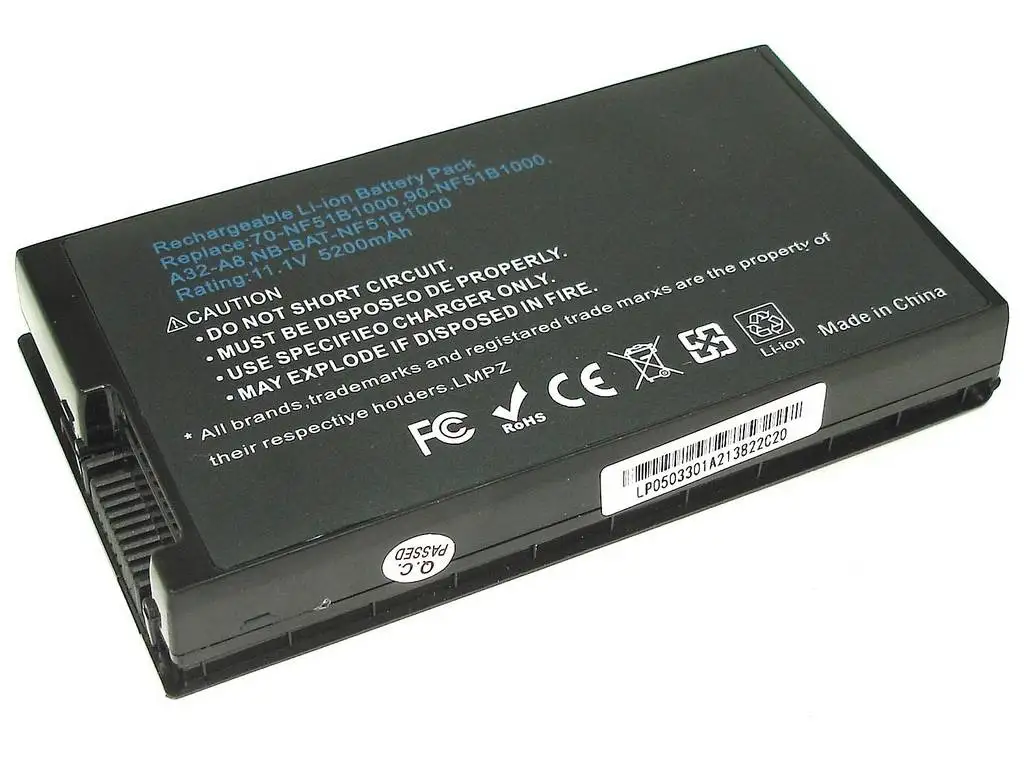 Rechargeable Li-ion Battery Pack
Replace:70-NF51B1000,90-NF51B1000.
A32-A8,NB-BAT-NF51B1000
Rating:11.1V 5200mAh
⚠CAUTION
• DO NOT SHORT CIRCUIT.
• MUST BE DISPOSEO DE PROPERLY.
• USE SPECIFIEO CHARGER ONLY.
• MAY EXPLODE IF DISPOSED IN FIRE.
* All brands,trademarks and registared trade marxs are the property of
their respective holders.LMPZ
FC RoHS CE Li-ion Made in China
LP0503301A213822C20
Q.C.
PASSED